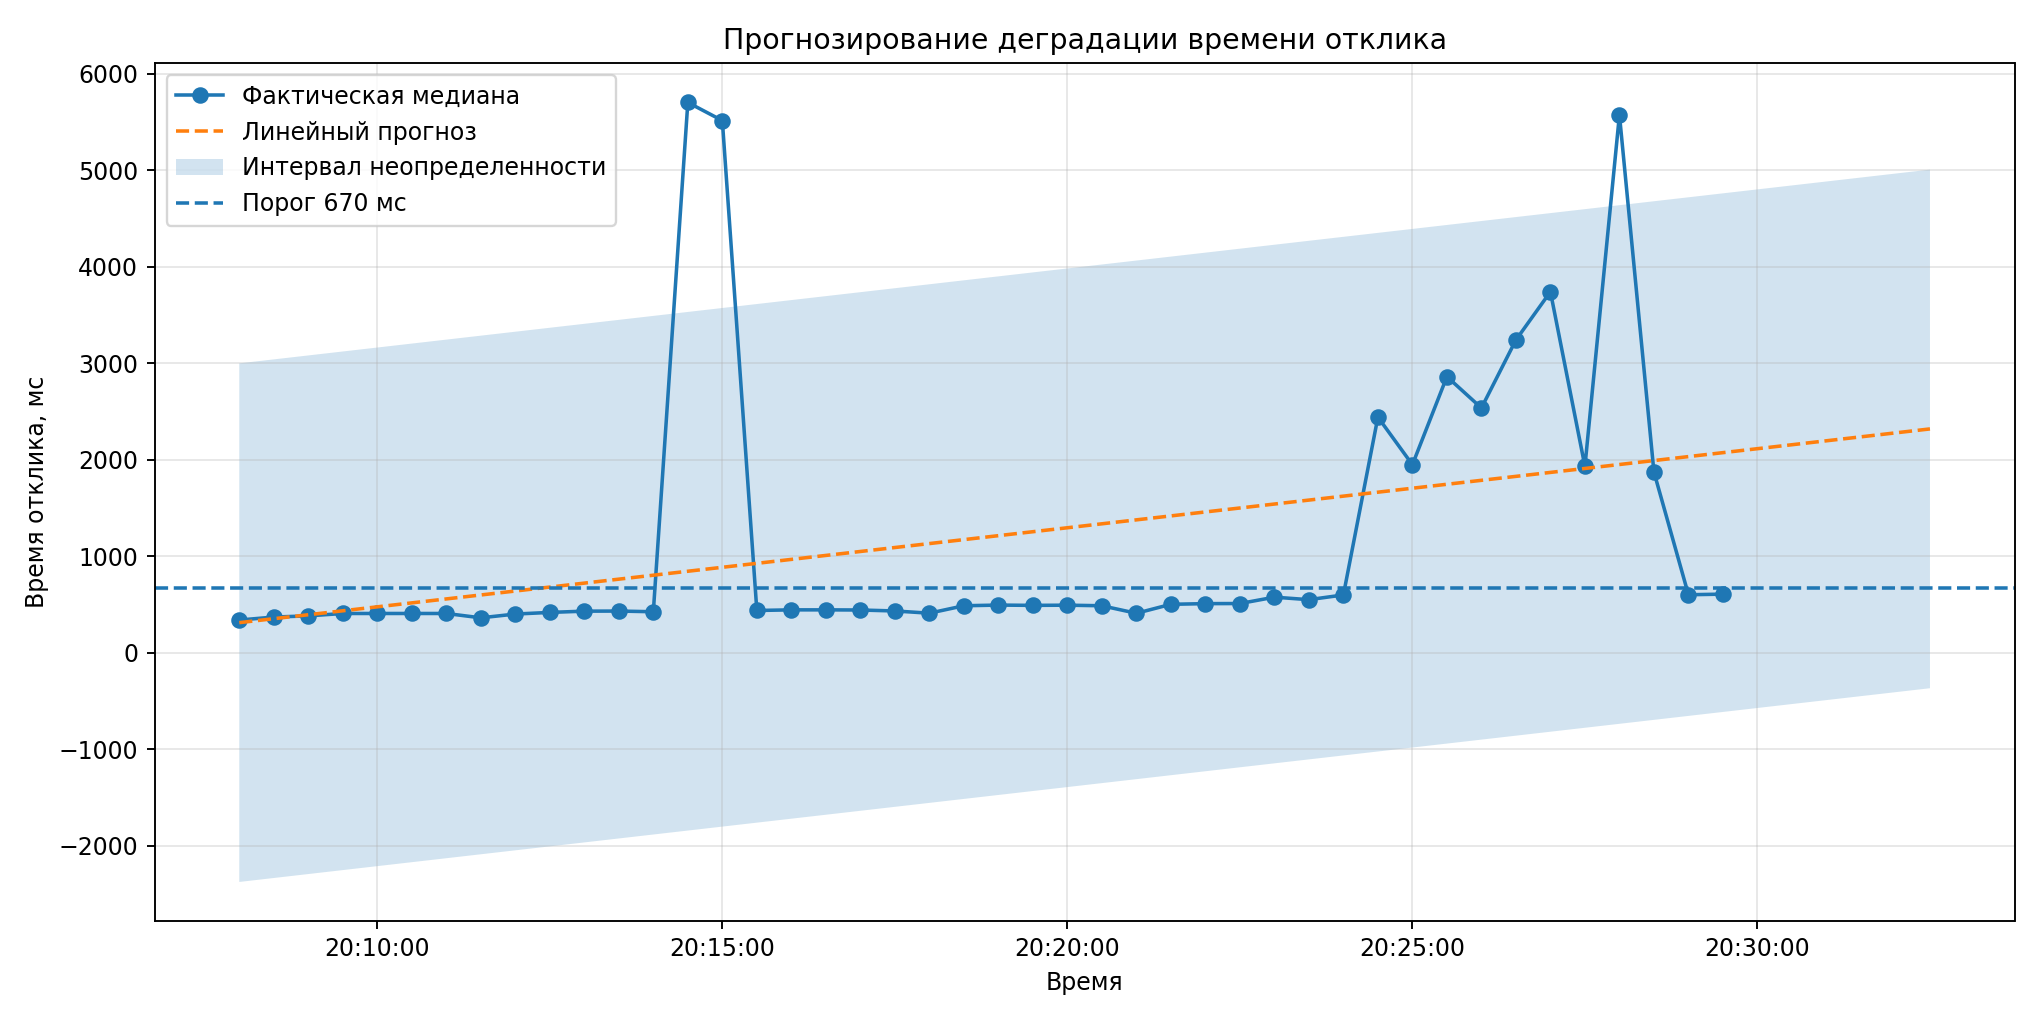 Прогнозирование деградации времени отклика
Фактическая медиана
Линейный прогноз
Интервал неопределенности
Порог 670 мс
6000
5000
4000
3000
2000
1000
0
−1000
−2000
Время отклика, мс
20:10:00
20:15:00
20:20:00
20:25:00
20:30:00
Время